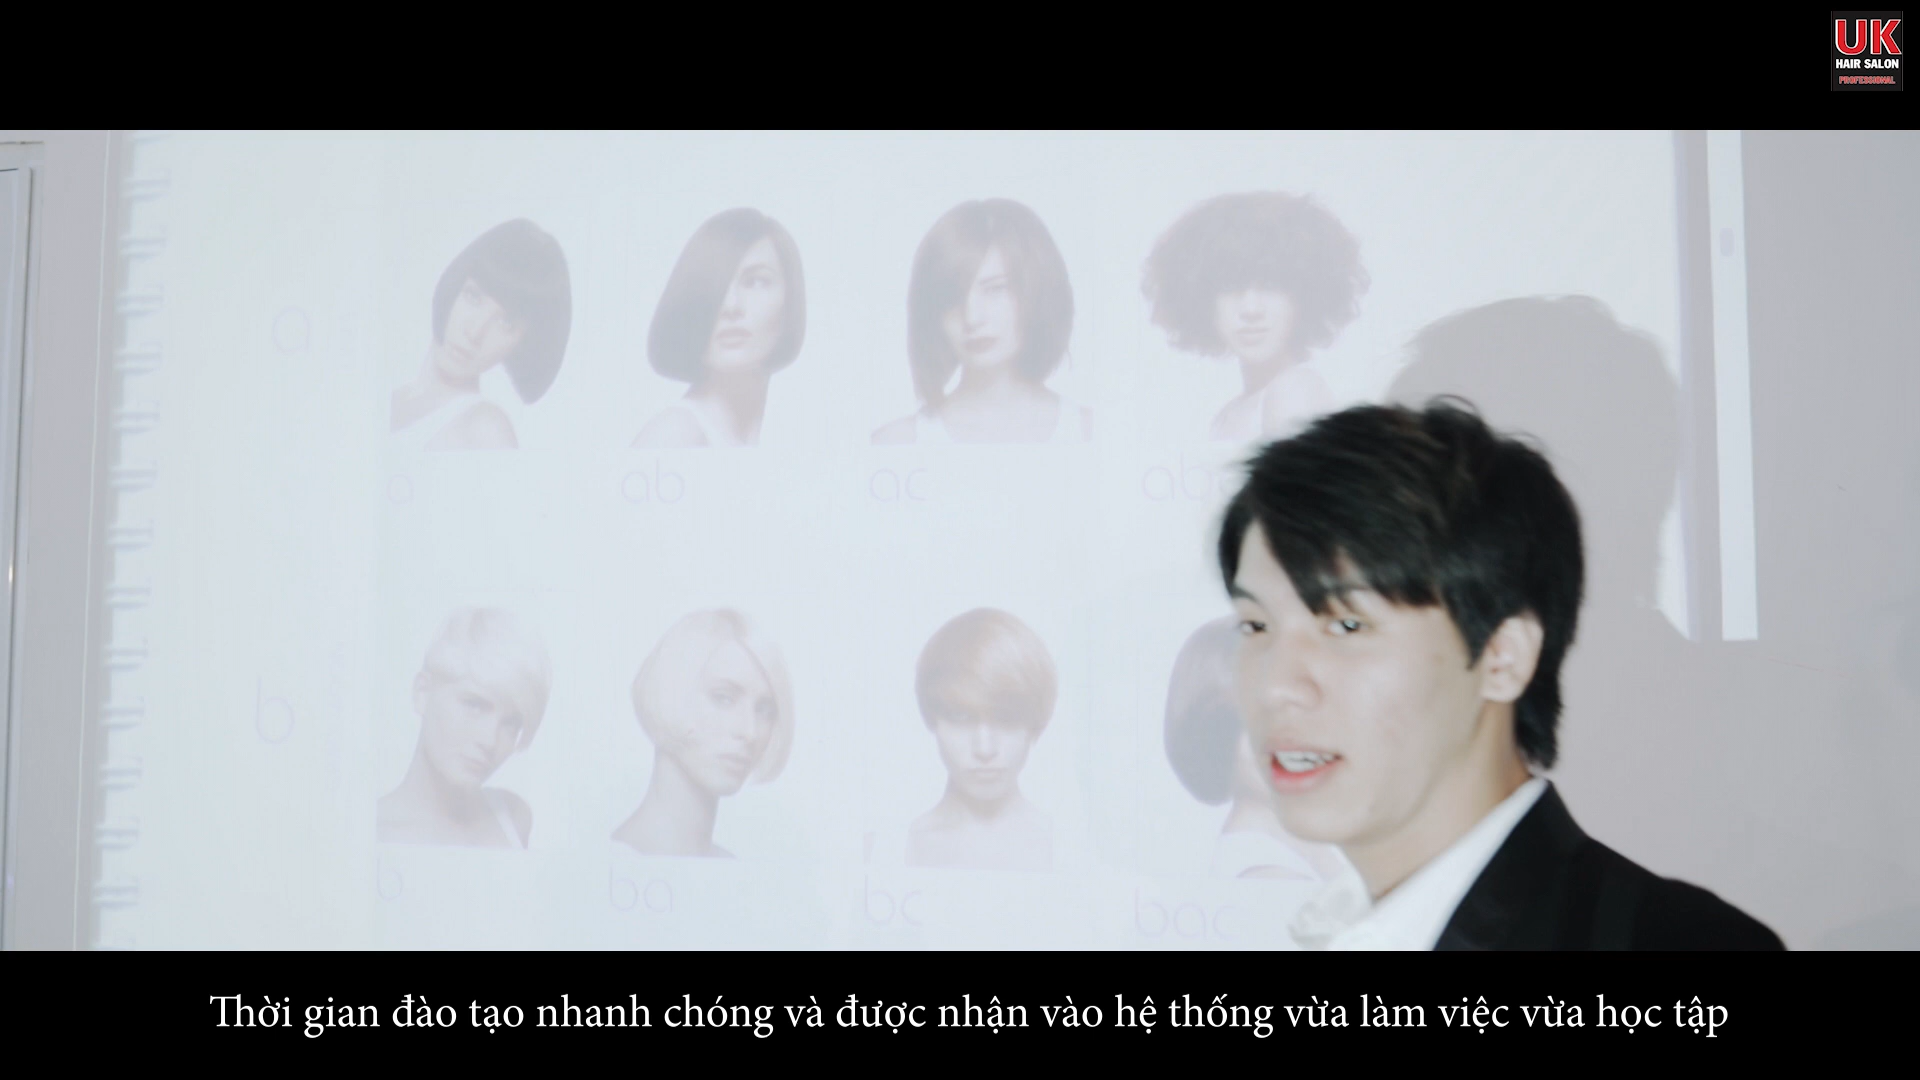 UK
HAIR SALON
PROFESSIONAL
a
a ab ac abc
b
b ba bc bac
Thời gian đào tạo nhanh chóng và được nhận vào hệ thống vừa làm việc vừa học tập